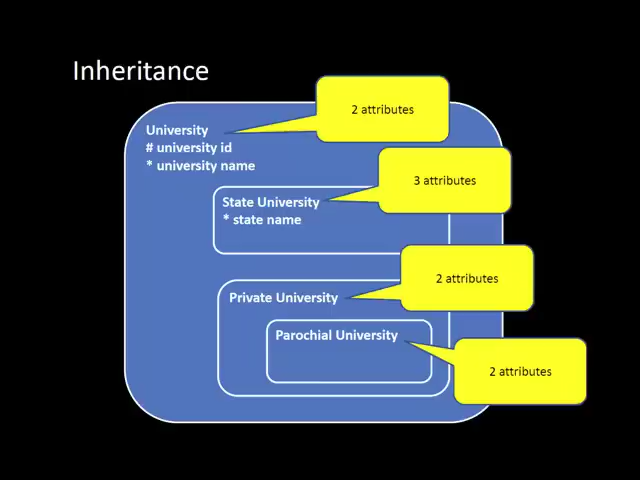 Inheritance
2 attributes
University
# university id
* university name
3 attributes
State University
* state name
2 attributes
Private University
Parochial University
2 attributes